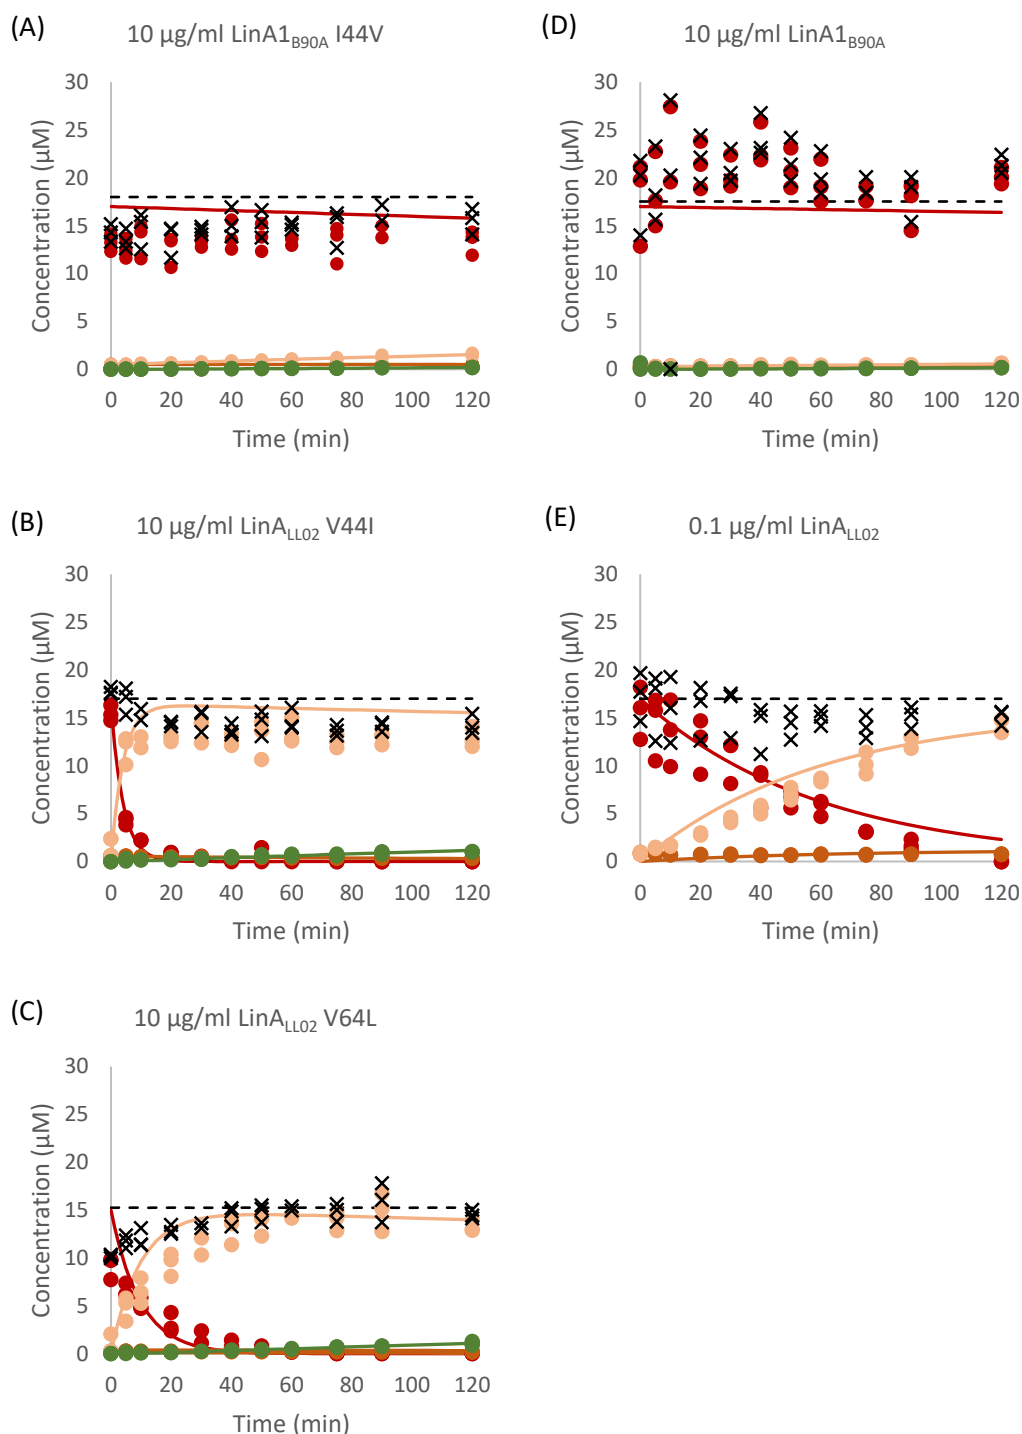 (A)
10 µg/ml LinA1B90A I44V
30
25
20
15
10
5
0
Concentration (µM)
0 20 40 60 80 100 120
Time (min)
(D)
10 µg/ml LinA1B90A
30
25
20
15
10
5
0
Concentration (µM)
0 20 40 60 80 100 120
Time (min)
(B)
10 µg/ml LinALL02 V44I
30
25
20
15
10
5
0
Concentration (µM)
0 20 40 60 80 100 120
Time (min)
(E)
0.1 µg/ml LinALL02
30
25
20
15
10
5
0
Concentration (µM)
0 20 40 60 80 100 120
Time (min)
(C)
10 µg/ml LinALL02 V64L
30
25
20
15
10
5
0
Concentration (µM)
0 20 40 60 80 100 120
Time (min)